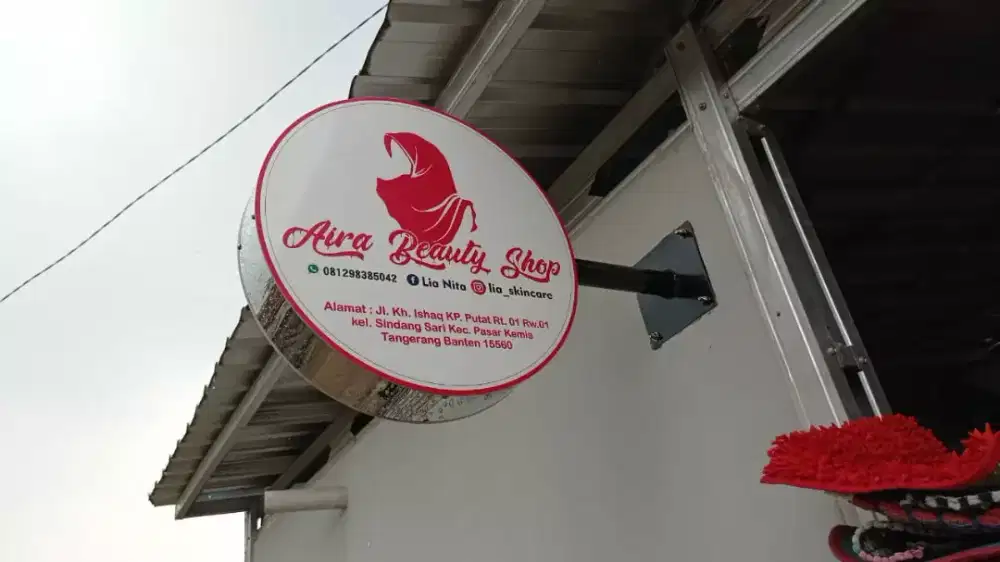 Aira Beauty Shop
081298385042 Lia Nita lia_skincare
Alamat : Jl. Kh. Ishaq KP. Putat Rt. 01 Rw.01
kel. Sindang Sari Kec. Pasar Kemis
Tangerang Banten 15560